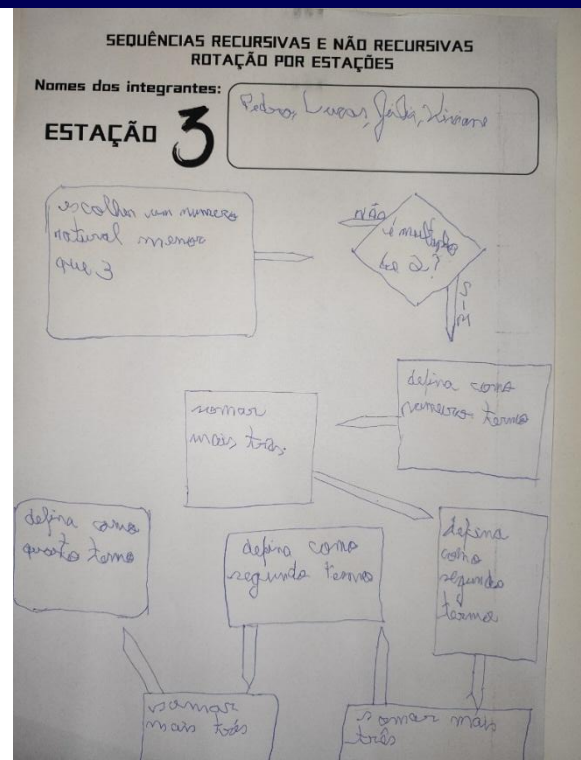 SEQUÊNCIAS RECURSIVAS E NÃO RECURSIVAS
ROTAÇÃO POR ESTAÇÕES
Nomes dos integrantes:
Pedro, Lucas, Júlia,
ESTAÇÃO 3
escolher um numero
natural menor
que 3
NÃO
é multiplo
de 2?
SIM
defina como
primeiro termo
somar
mais três.
defina como
quarto termo
defina como
segundo termo
defina
como
segundo
termo
somar
mais três
somar mais
três